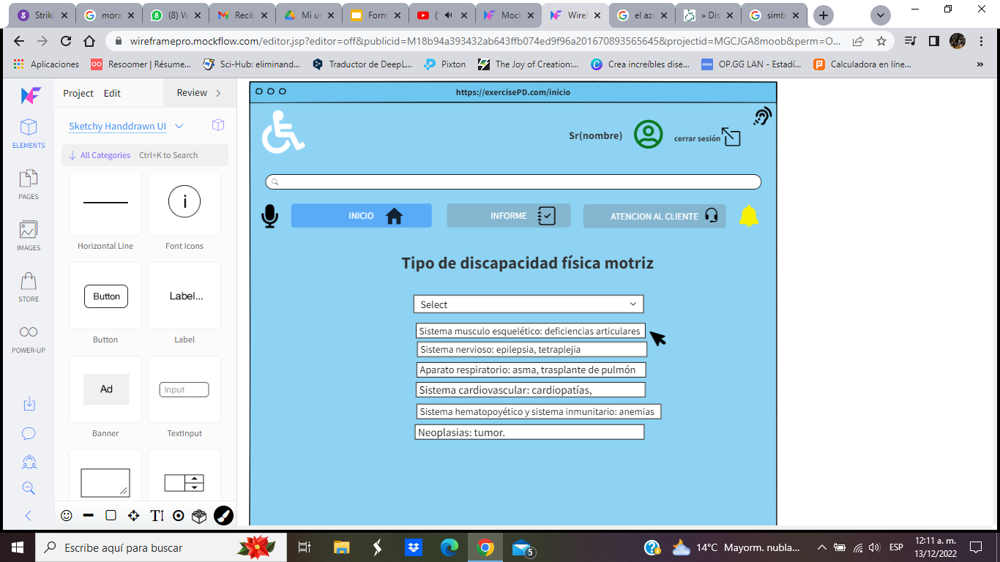 Striki
mora
(8) W
Recib
Mi ur
Form
(
Mock
Wiref
el azu
» Dis
simb
wireframepro.mockflow.com/editor.jsp?editor=off&publicid=M18b94a393432ab643ffb074ed9f96a201670893565645&projectid=MGCJGA8moob&perm=O...
Aplicaciones
Resoomer | Résume...
Sci-Hub: eliminand...
Traductor de DeepL...
Pixton
The Joy of Creation:...
Crea increíbles dise...
OP.GG LAN - Estadí...
Calculadora en líne...
»
Project Edit Review
Sketchy Handdrawn UI
All Categories Ctrl+K to Search
ELEMENTS
PAGES
IMAGES
STORE
POWER-UP
Horizontal Line
i
Font Icons
Button
Button
Label...
Label
Ad
Banner
Input
TextInput
https://exercisePD.com/inicio
Sr(nombre)
cerrar sesión
INICIO
INFORME
ATENCION AL CLIENTE
Tipo de discapacidad física motriz
Select
Sistema musculo esquelético: deficiencias articulares
Sistema nervioso: epilepsia, tetraplejia
Aparato respiratorio: asma, trasplante de pulmón
Sistema cardiovascular: cardiopatías,
Sistema hematopoyético y sistema inmunitario: anemias
Neoplasias: tumor.
Escribe aquí para buscar
5
14°C Mayorm. nubla...
ESP
12:11 a. m.
13/12/2022